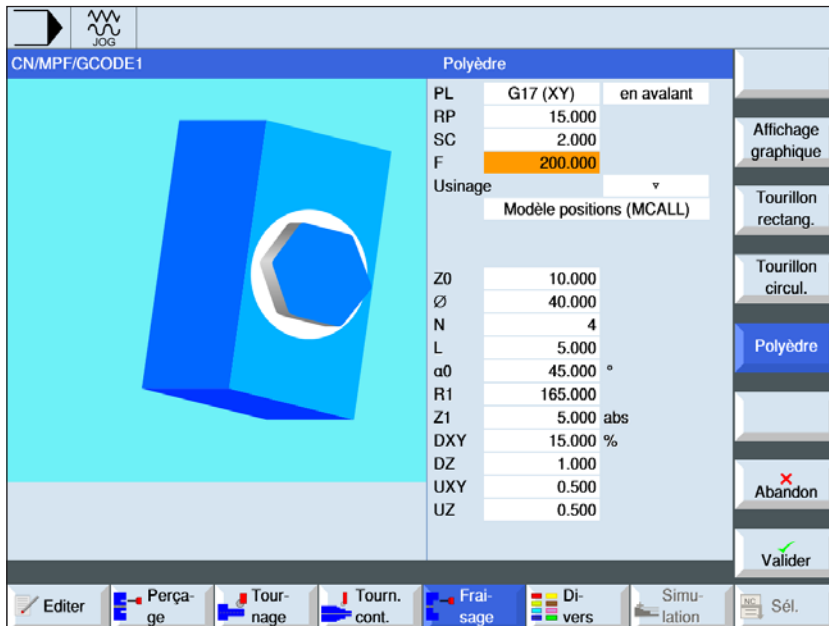 JOG
CN/MPF/GCODE1
Polyèdre
PL G17 (XY) en avalant
RP 15.000
SC 2.000
F 200.000
Usinage ▿
Modèle positions (MCALL)
Z0 10.000
Ø 40.000
N 4
L 5.000
α0 45.000 °
R1 165.000
Z1 5.000 abs
DXY 15.000 %
DZ 1.000
UXY 0.500
UZ 0.500
Affichage
graphique
Tourillon
rectang.
Tourillon
circul.
Polyèdre
Abandon
Valider
Editer
Perça-
ge
Tour-
nage
Tourn.
cont.
Frai-
sage
Di-
vers
Simu-
lation
NC
Sél.